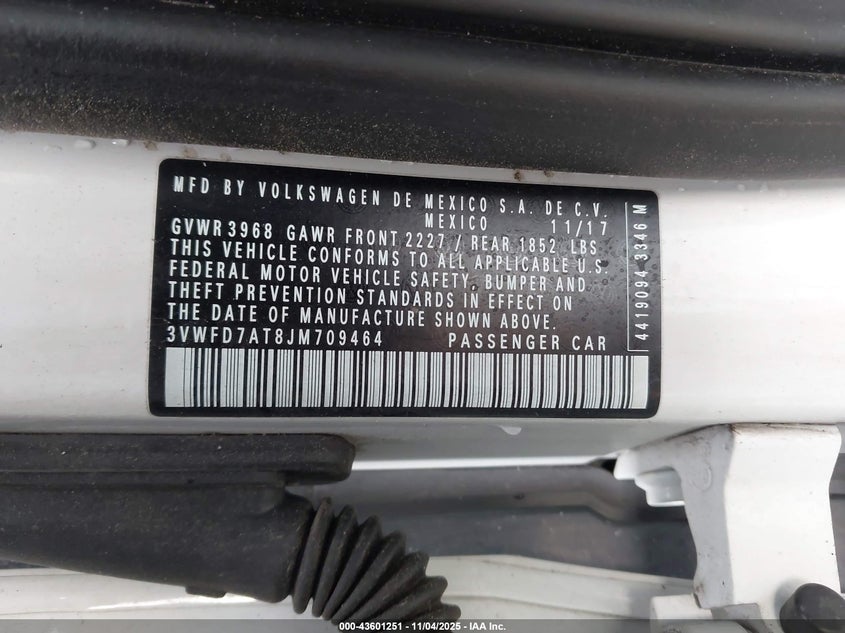 MFD BY VOLKSWAGEN DE MEXICO S.A. DE C.V.
MEXICO 11/17
GVWR 3968 GAWR FRONT 2227 / REAR 1852 LBS
THIS VEHICLE CONFORMS TO ALL APPLICABLE U.S.
FEDERAL MOTOR VEHICLE SAFETY, BUMPER AND
THEFT PREVENTION STANDARDS IN EFFECT ON
THE DATE OF MANUFACTURE SHOWN ABOVE.
3VWFD7AT8JM709464 PASSENGER CAR
4419094 3346 M
000-43601251 - 11/04/2025 - IAA Inc.